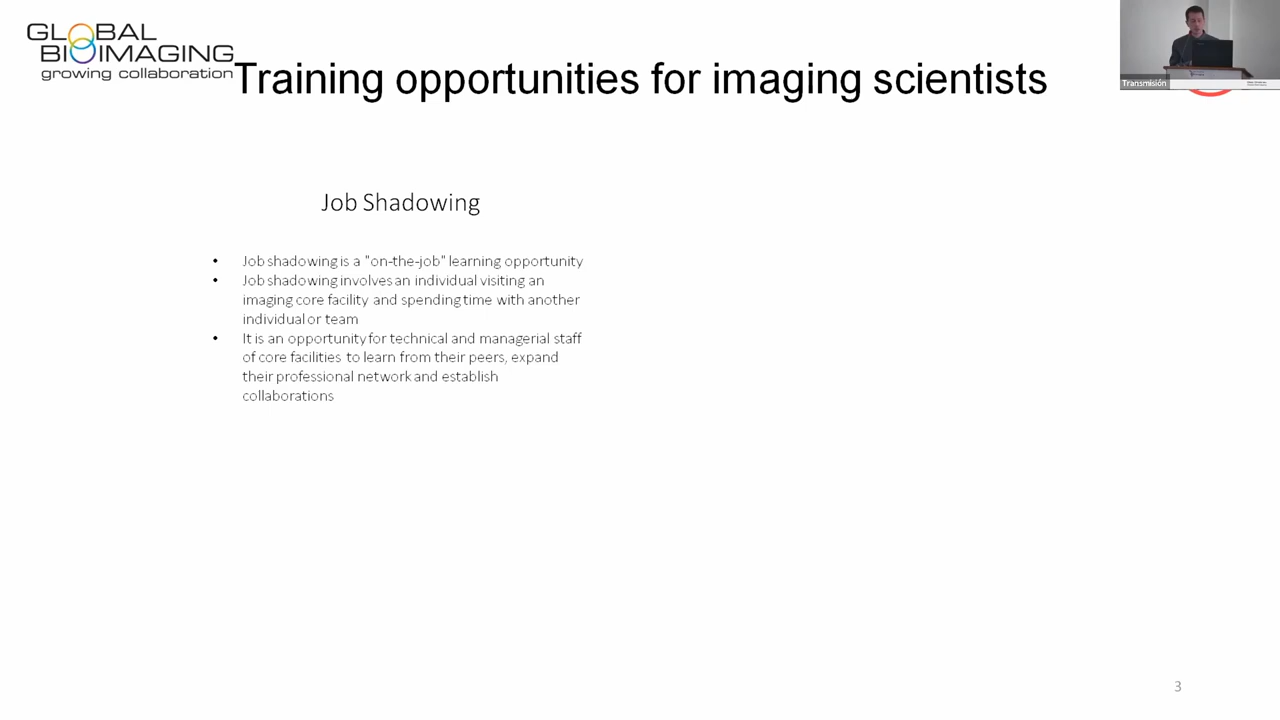 GLOBAL
BIOIMAGING
growing collaboration
Training opportunities for imaging scientists
Transmisión
Job Shadowing
• Job shadowing is a "on-the-job" learning opportunity
• Job shadowing involves an individual visiting an
imaging core facility and spending time with another
individual or team
• It is an opportunity for technical and managerial staff
of core facilities to learn from their peers, expand
their professional network and establish
collaborations
3